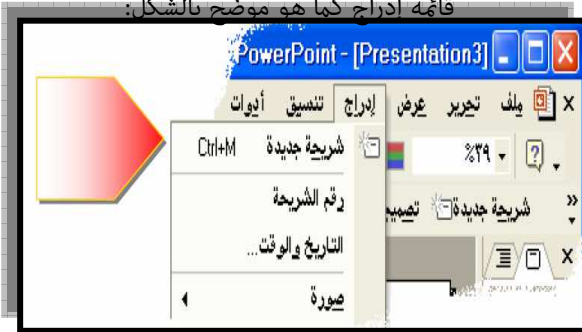 قائمة إدراج كما هو موضح بالشكل:
PowerPoint - [Presentation3]
ملف تحرير عرض إدراج تنسيق أدوات
شريحة جديدة Ctrl+M
٣٩%
رقم الشريحة
شريحة جديدة تصميم
التاريخ والوقت...
صورة